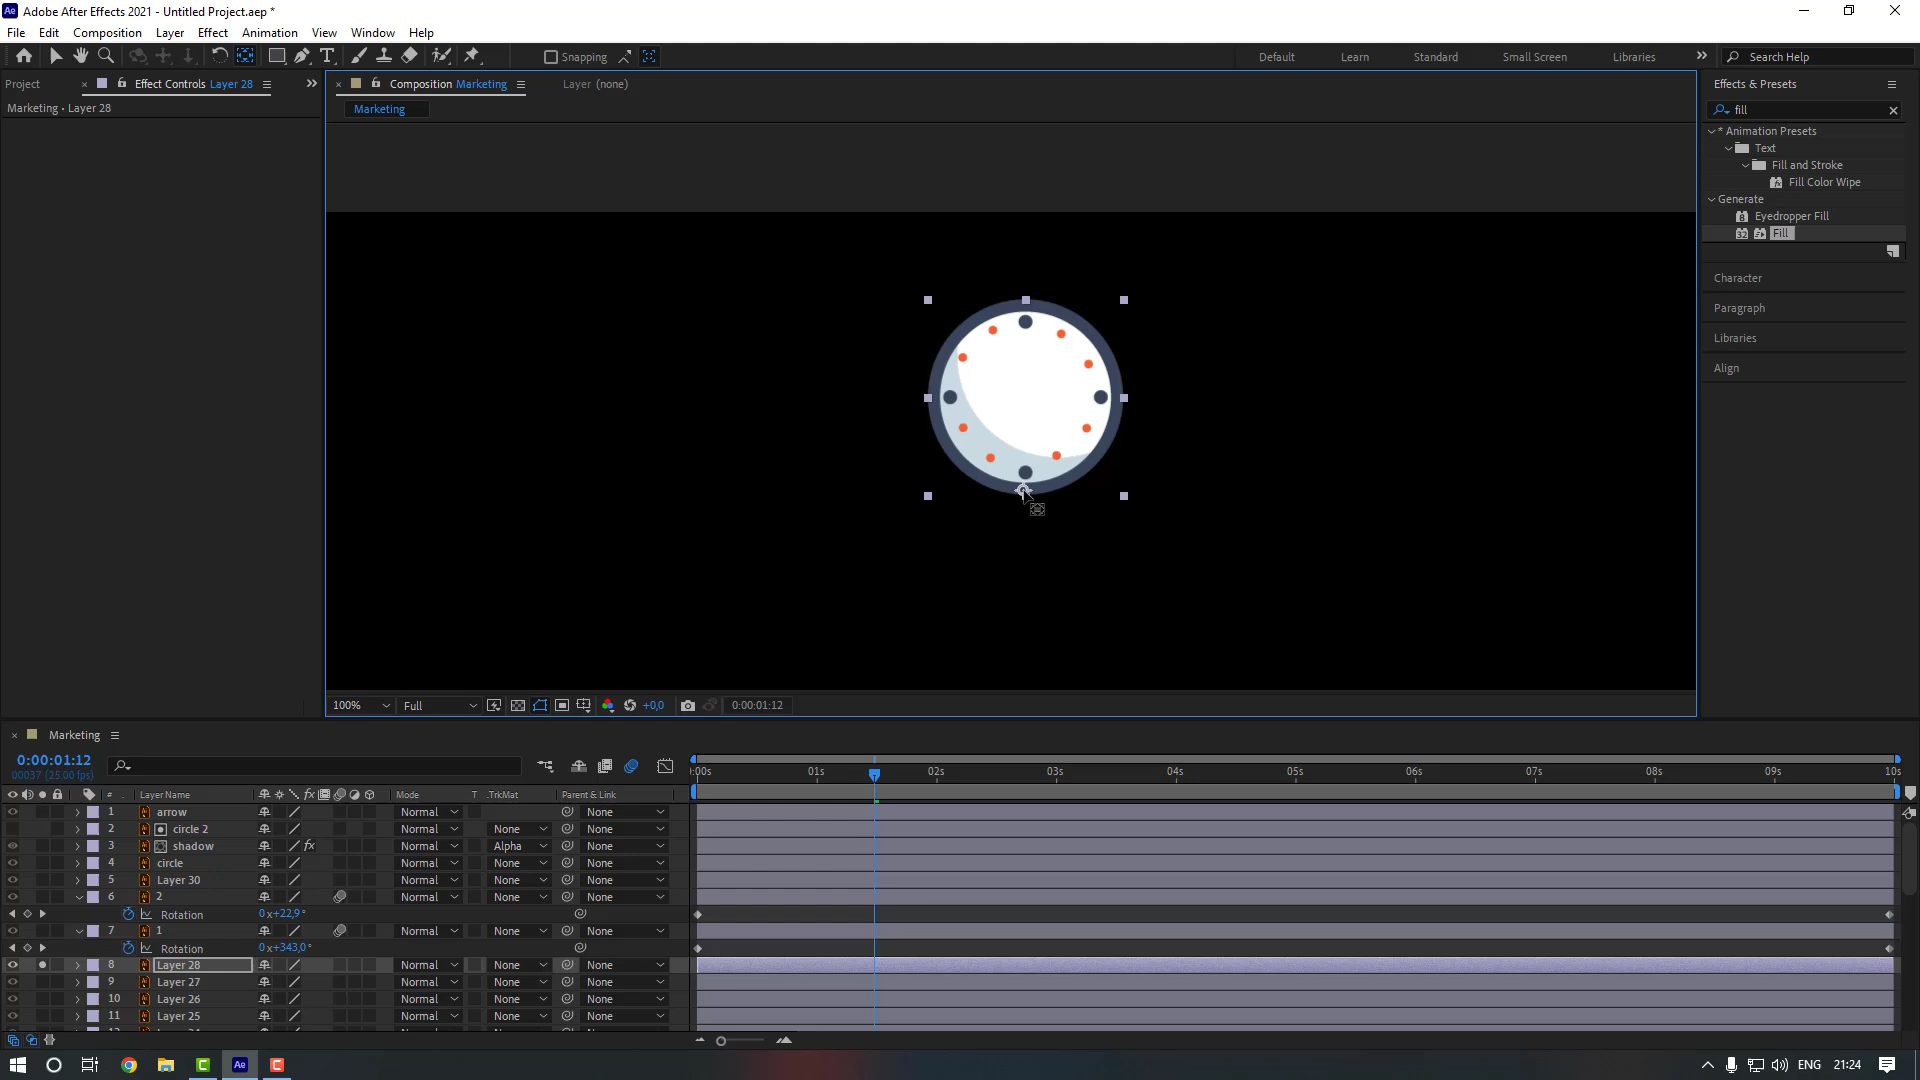 Adobe After Effects 2021 - Untitled Project.aep *
File Edit Composition Layer Effect Animation View Window Help
Snapping
Default Learn Standard Small Screen Libraries
Search Help
Project
Effect Controls Layer 28
Marketing • Layer 28
Composition Marketing
Layer (none)
Marketing
Effects & Presets
fill
* Animation Presets
Text
Fill and Stroke
Fill Color Wipe
Generate
Eyedropper Fill
Fill
Character
Paragraph
Libraries
Align
100% Full +0,0 0:00:01:12
Marketing
0:00:01:12
00037 (25.00 fps)
# Layer Name Mode T .TrkMat Parent & Link
:00s 01s 02s 03s 04s 05s 06s 07s 08s 09s 10s
1 arrow Normal None
2 circle 2 Normal None None
3 shadow Normal Alpha None
4 circle Normal None None
5 Layer 30 Normal None None
6 2 Normal None None
Rotation 0x+22,9°
7 1 Normal None None
Rotation 0x+343,0°
8 Layer 28 Normal None None
9 Layer 27 Normal None None
10 Layer 26 Normal None None
11 Layer 25 Normal None None
ENG 21:24